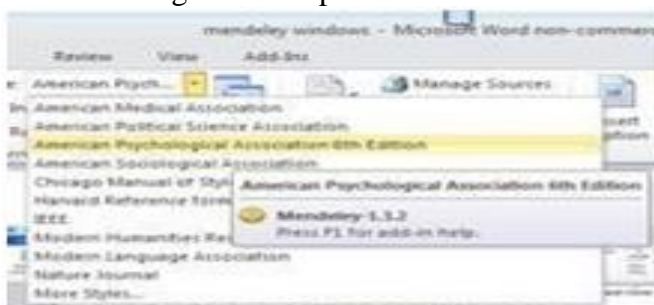 mendeley windows - Microsoft Word non-commer
Review View Add-Ins
American Psych... Manage Sources
American Medical Association
American Political Science Association
American Psychological Association 6th Edition
American Sociological Association
Chicago Manual of Styl
American Psychological Association 6th Edition
Harvard Reference form
Mendeley-1.3.2
IEEE
Press F1 for add-in help.
Modern Humanities Re
Modern Language Association
Nature Journal
More Styles...